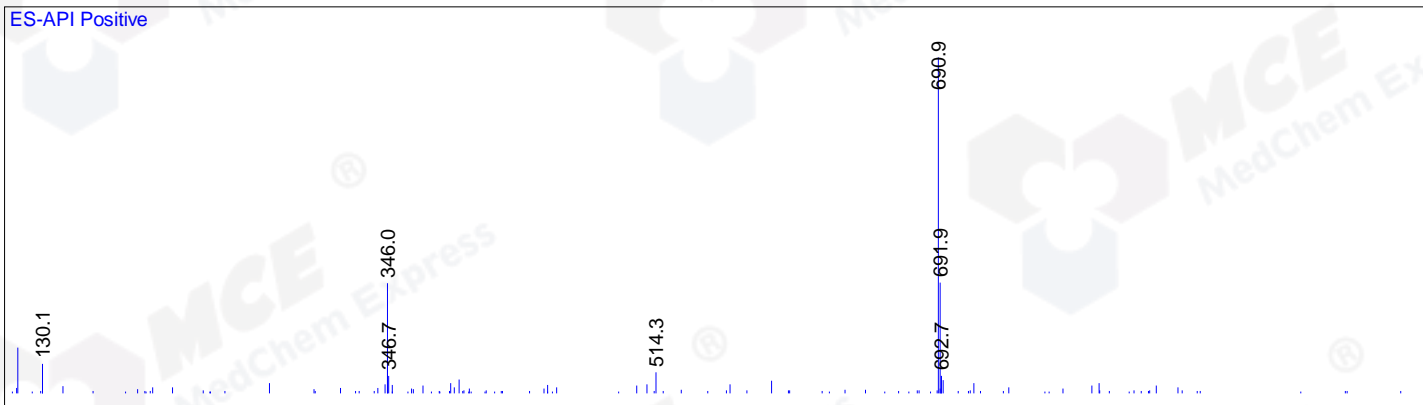 ES-API Positive
690.9
346.0
691.9
514.3
130.1
346.7
692.7
MCE
MedChem Express
®
MCE
MedChem Ex
®
®
Med